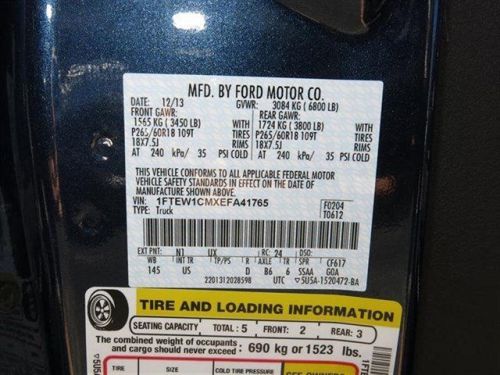 MFD. BY FORD MOTOR CO.
DATE: 12/13 GVWR: 3084 KG (6800 LB)
FRONT GAWR: REAR GAWR:
1565 KG (3450 LB) WITH 1724 KG (3800 LB) WITH
P265/60R18 109T TIRES P265/60R18 109T TIRES
18X7.5J RIMS 18X7.5J RIMS
AT 240 kPa/ 35 PSI COLD AT 240 kPa/ 35 PSI COLD
THIS VEHICLE CONFORMS TO ALL APPLICABLE FEDERAL MOTOR
VEHICLE SAFETY STANDARDS IN EFFECT ON THE DATE OF
MANUFACTURE SHOWN ABOVE.
VIN: 1FTEW1CMXEFA41765
TYPE: Truck
F0204
T0612
EXT PNT: N1 UX RC: 24 DSO:
WB INT TR TP/PS R AXLE TR SPR CF617
145 US D B6 6 SSAA GOA
2201312028598 UTC ▽5U5A-1520472-BA
TIRE AND LOADING INFORMATION
SEATING CAPACITY TOTAL: 5 FRONT: 2 REAR: 3
The combined weight of occupants
and cargo should never exceed: 690 kg or 1523 lbs.
TIRE SIZE COLD TIRE PRESSURE